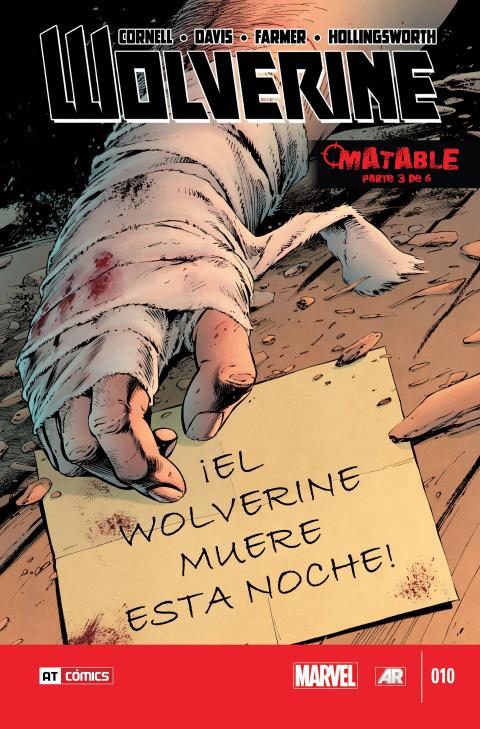 CORNELL • DAVIS • FARMER • HOLLINGSWORTH
WOLVERINE
MATABLE
PARTE 3 DE 6
¡EL
WOLVERINE
MUERE
ESTA NOCHE!
AT CÓMICS
MARVEL
AR
010